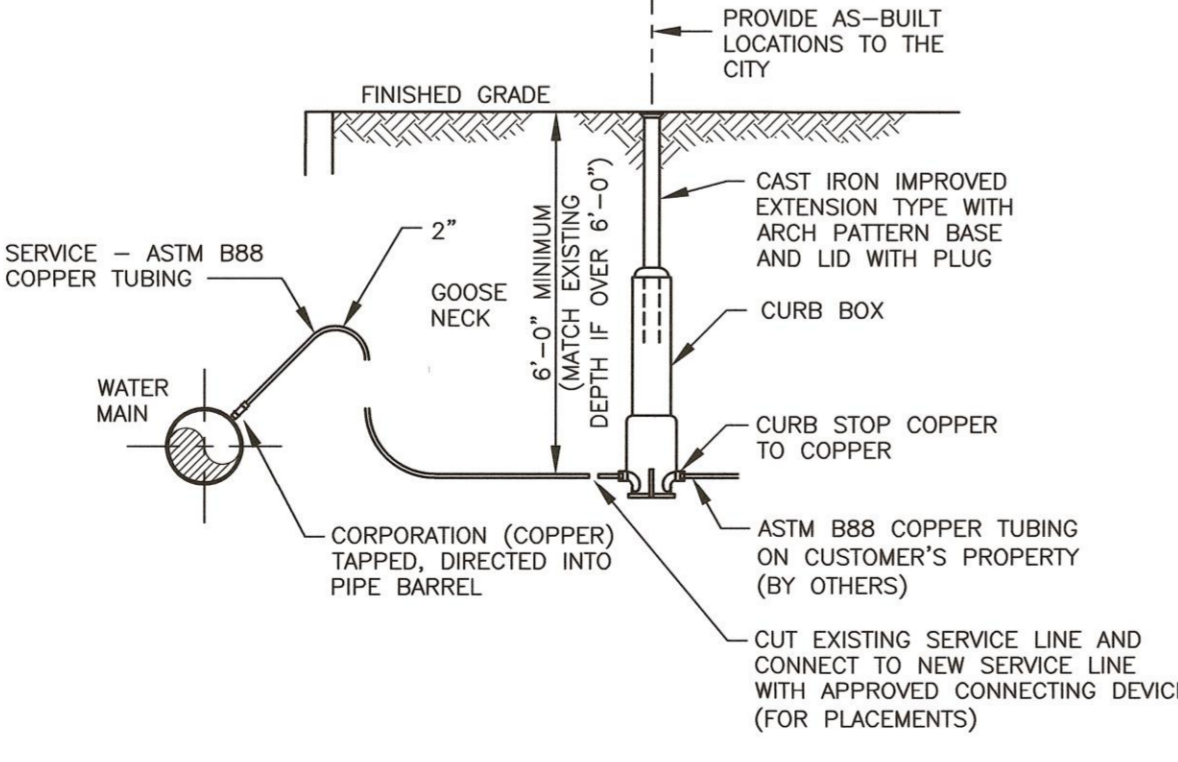 PROVIDE AS-BUILT
LOCATIONS TO THE
CITY
FINISHED GRADE
CAST IRON IMPROVED
EXTENSION TYPE WITH
ARCH PATTERN BASE
AND LID WITH PLUG
SERVICE - ASTM B88
COPPER TUBING
2"
GOOSE
NECK
6'-0" MINIMUM
(MATCH EXISTING
DEPTH IF OVER 6'-0")
CURB BOX
WATER
MAIN
CURB STOP COPPER
TO COPPER
CORPORATION (COPPER)
TAPPED, DIRECTED INTO
PIPE BARREL
ASTM B88 COPPER TUBING
ON CUSTOMER'S PROPERTY
(BY OTHERS)
CUT EXISTING SERVICE LINE AND
CONNECT TO NEW SERVICE LINE
WITH APPROVED CONNECTING
(FOR PLACEMENTS)